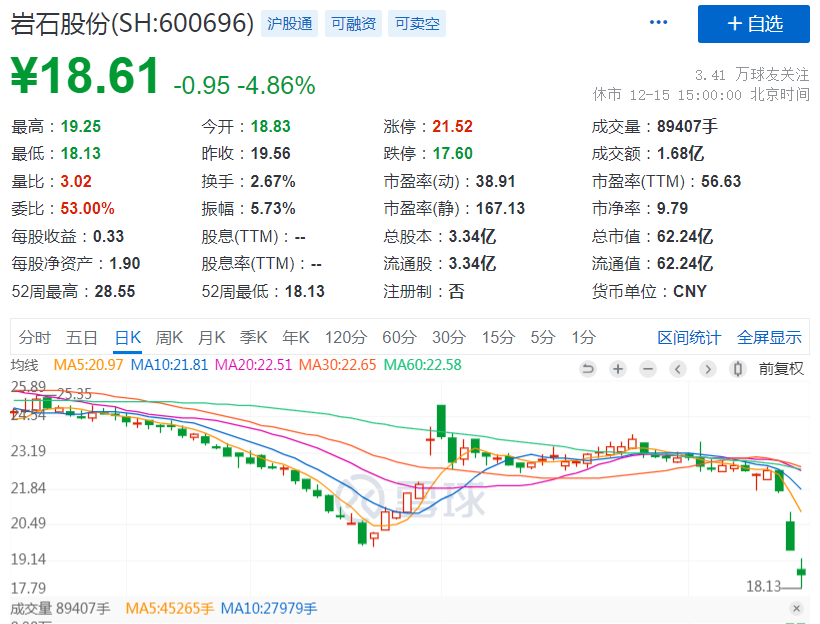 岩石股份(SH:600696) 沪股通 可融资 可卖空 ••• + 自选
¥18.61 -0.95 -4.86%
3.41 万球友关注
休市 12-15 15:00:00 北京时间
最高：19.25 今开：18.83 涨停：21.52 成交量：89407手
最低：18.13 昨收：19.56 跌停：17.60 成交额：1.68亿
量比：3.02 换手：2.67% 市盈率(动)：38.91 市盈率(TTM)：56.63
委比：53.00% 振幅：5.73% 市盈率(静)：167.13 市净率：9.79
每股收益：0.33 股息(TTM)：-- 总股本：3.34亿 总市值：62.24亿
每股净资产：1.90 股息率(TTM)：-- 流通股：3.34亿 流通值：62.24亿
52周最高：28.55 52周最低：18.13 注册制：否 货币单位：CNY
分时 五日 日K 周K 月K 季K 年K 120分 60分 30分 15分 5分 1分 区间统计 全屏显示
均线 MA5:20.97 MA10:21.81 MA20:22.51 MA30:22.65 MA60:22.58 前复权
25.89
25.35
24.54
23.19
21.84
雪球
20.49
19.14
17.79
18.13
成交量 89407手 MA5:45265手 MA10:27979手